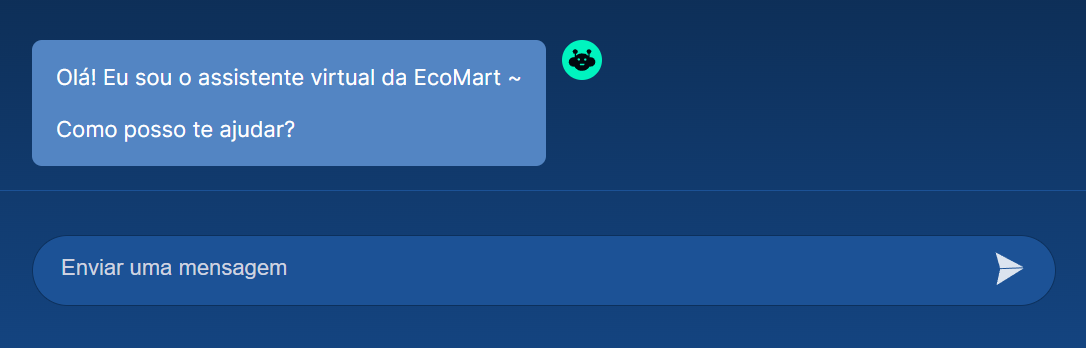 Olá! Eu sou o assistente virtual da EcoMart ~
Como posso te ajudar?
Enviar uma mensagem